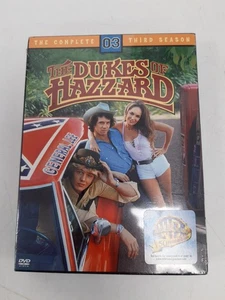 THE COMPLETE 03 THIRD SEASON
THE DUKES OF
HAZZARD
GENERAL LEE
DVD